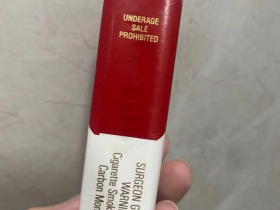 UNDERAGE
SALE
PROHIBITED
SURGEON G
WARNI
Cigarette Smok
Carbon Mon